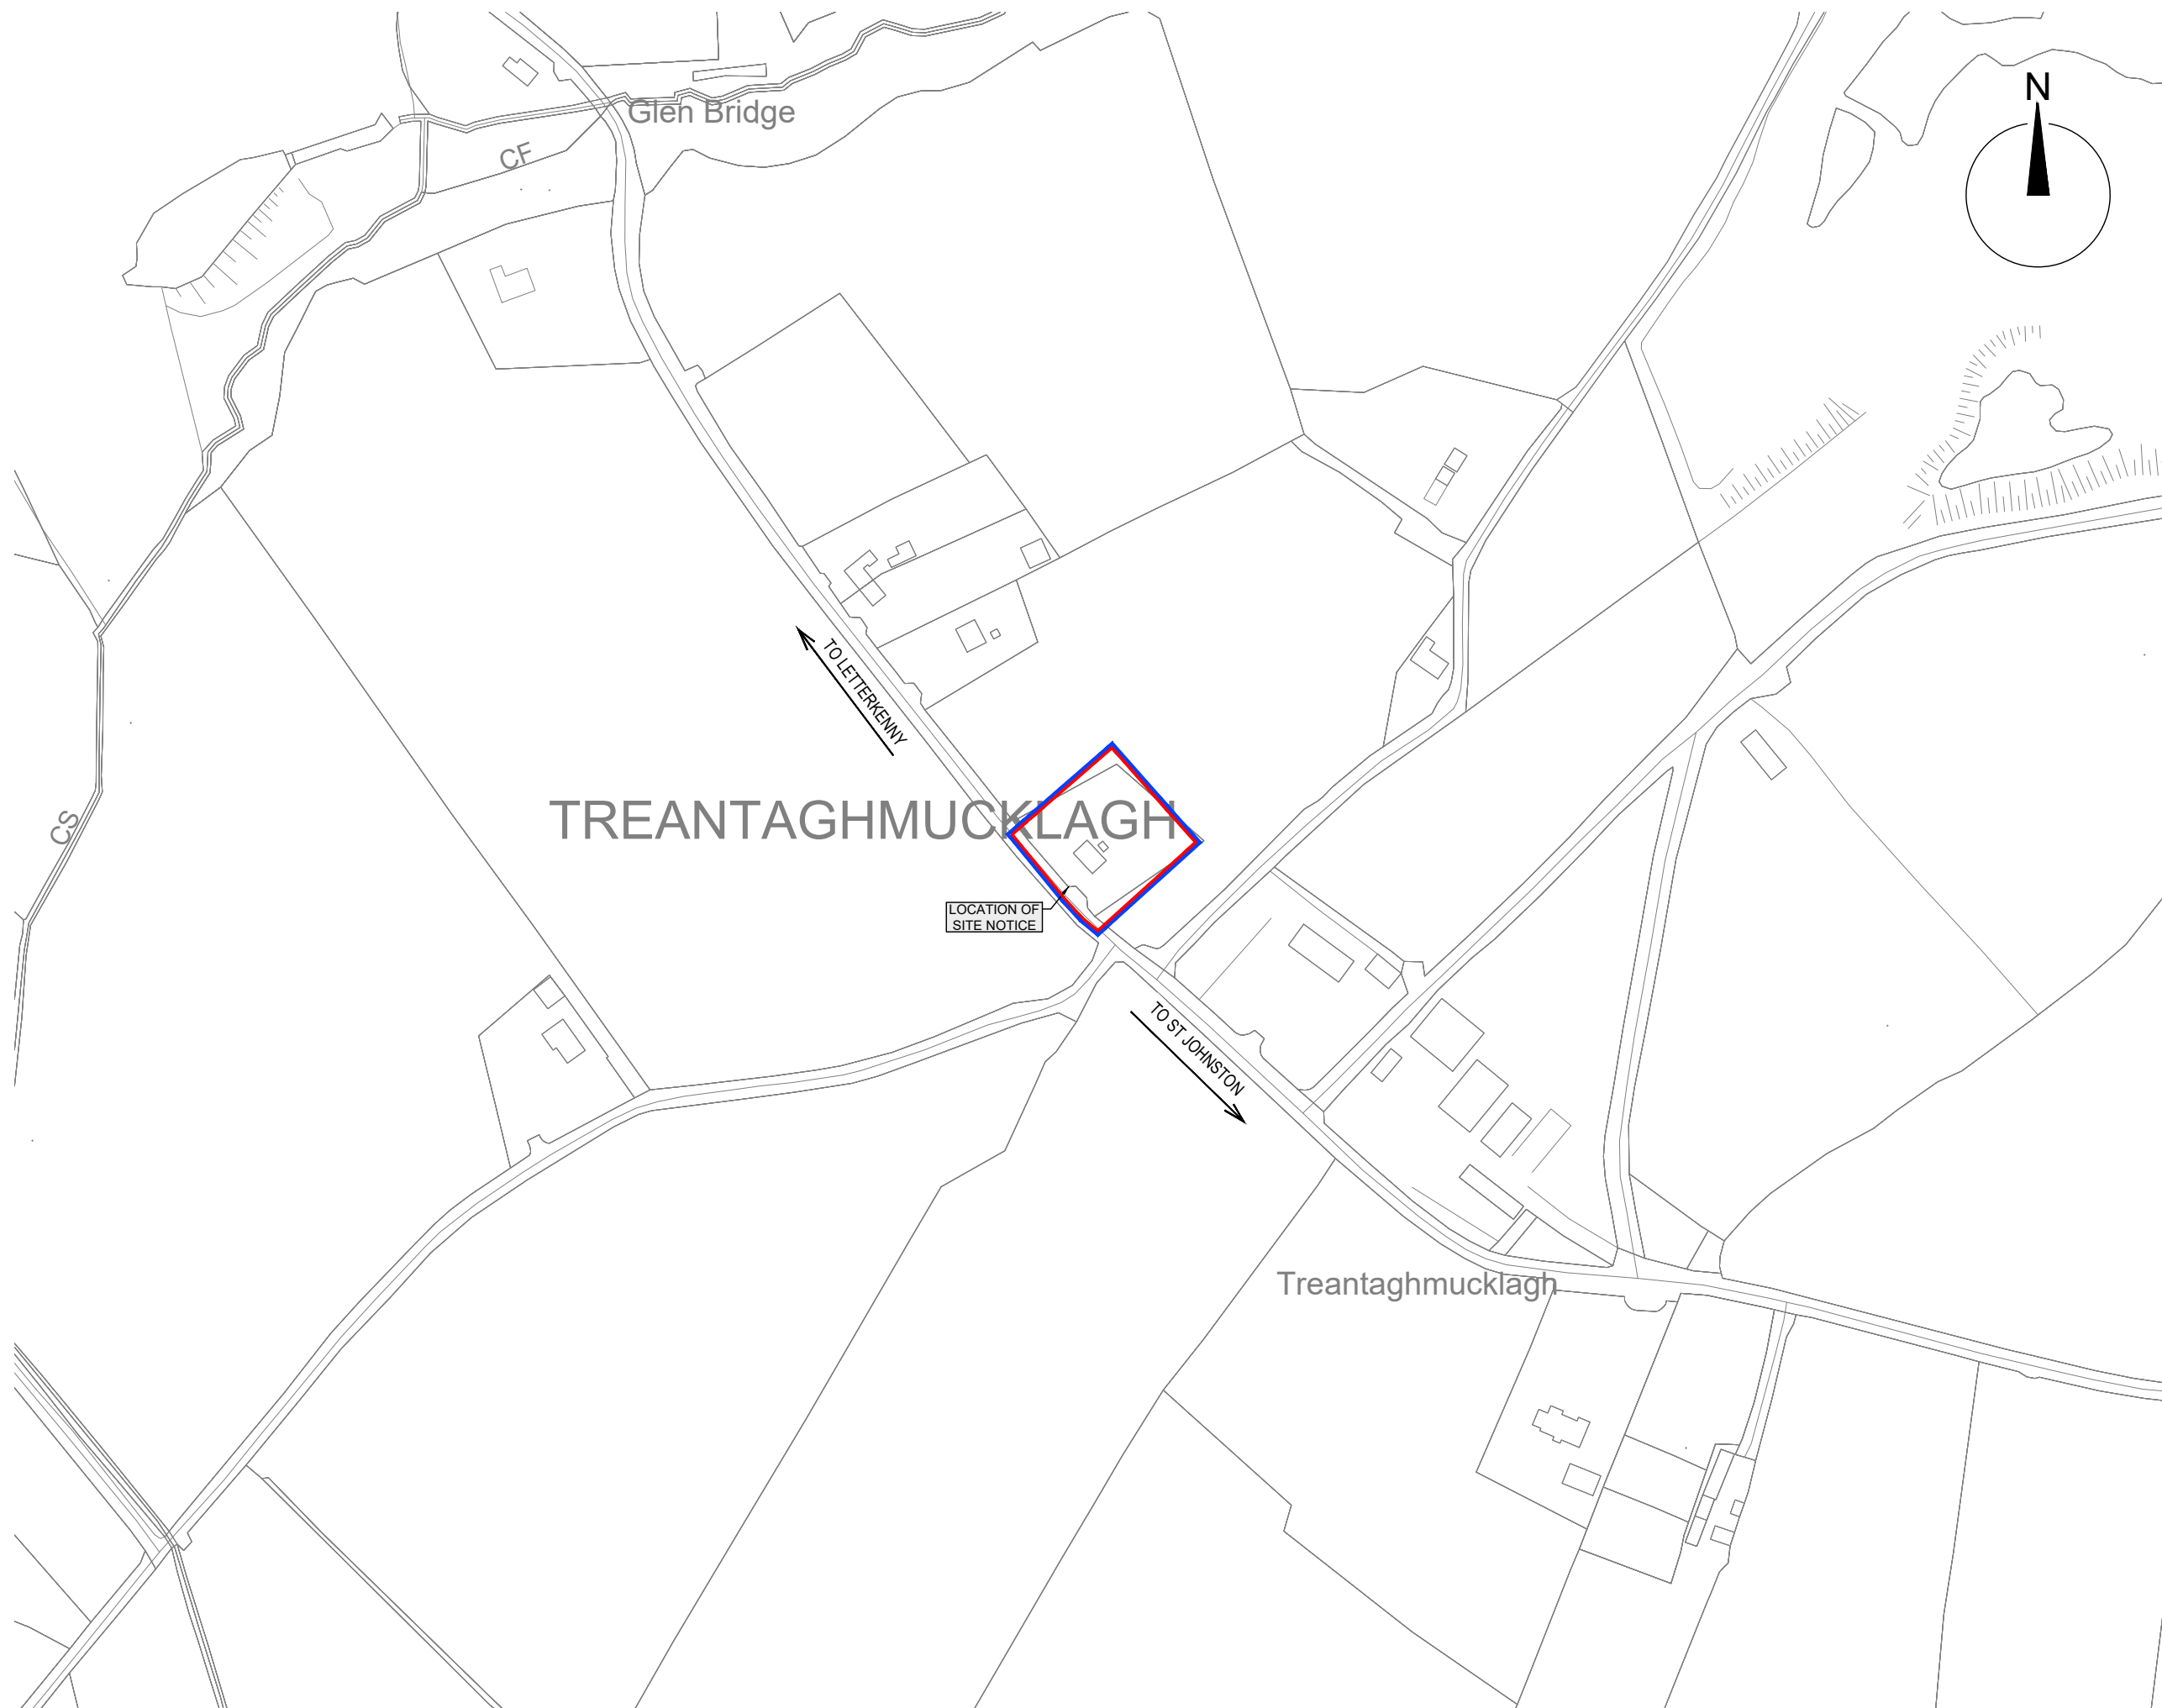 N
Glen Bridge
CF
TO LETTERKENNY
TREANTAGHMUCKLAGH
CS
LOCATION OF
SITE NOTICE
TO ST JOHNSTON
Treantaghmucklagh